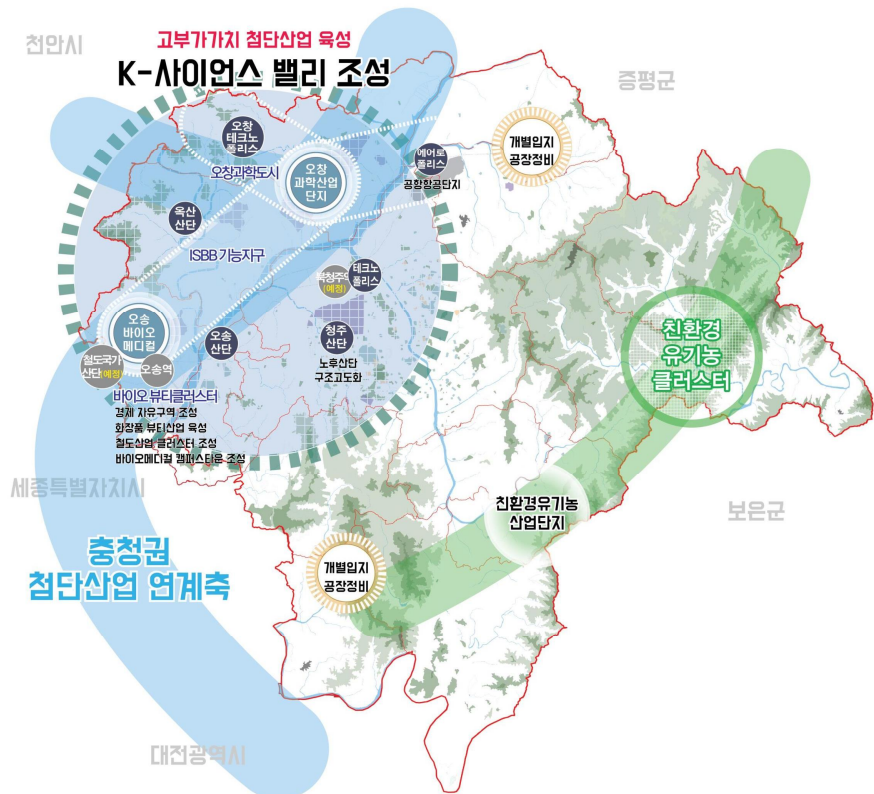 천안시
고부가가치 첨단산업 육성
K-사이언스 밸리 조성
증평군
오창
테크노
폴리스
개별입지
공장정비
에어로
폴리스
공항항공단지
오창과학도시
오창
과학산업
단지
옥산
산단
ISBB 기능지구
북청주역
(예정)
테크노
폴리스
오송
바이오
메디컬
오송
산단
청주
산단
노후산단
구조고도화
철도국가
산단(예정)
오송역
바이오 뷰티클러스터
경제 자유구역 조성
화장품 뷰티산업 육성
철도산업 클러스터 조성
바이오메디컬 캠퍼스타운 조성
친환경
유기농
클러스터
세종특별자치시
친환경유기농
산업단지
보은군
충청권
첨단산업 연계축
개별입지
공장정비
대전광역시